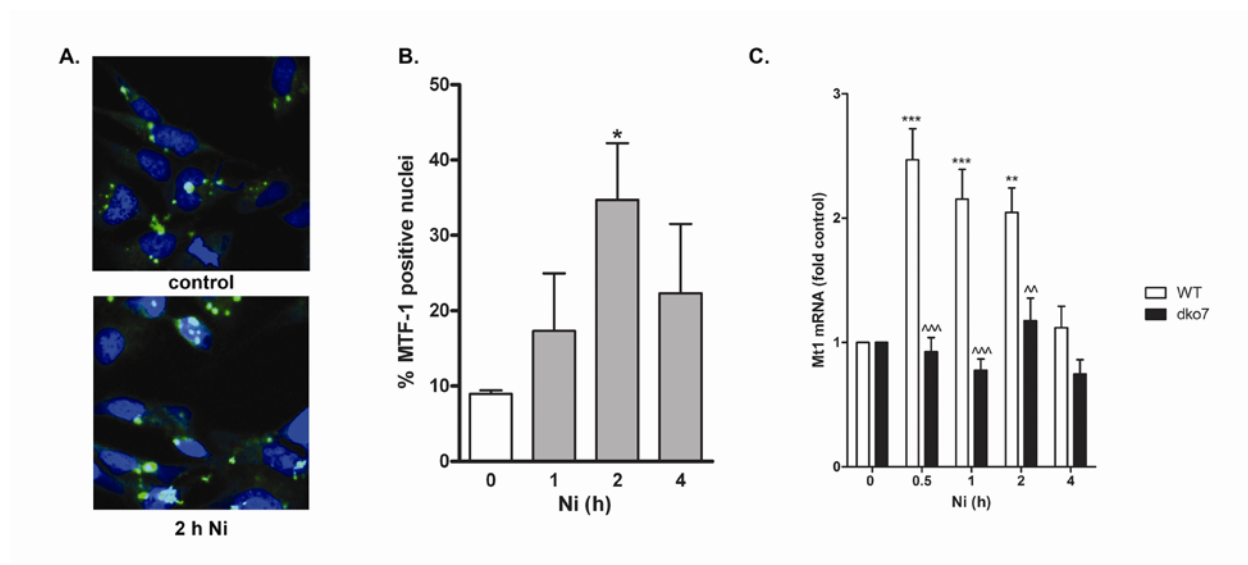 A.
control
2 h Ni
B.
% MTF-1 positive nuclei
50
40
30
20
10
0
*
0 1 2 4
Ni (h)
C.
Mt1 mRNA (fold control)
3
2
1
0
***
***
**
^^^
^^^
^^
0 0.5 1 2 4
Ni (h)
WT
dko7